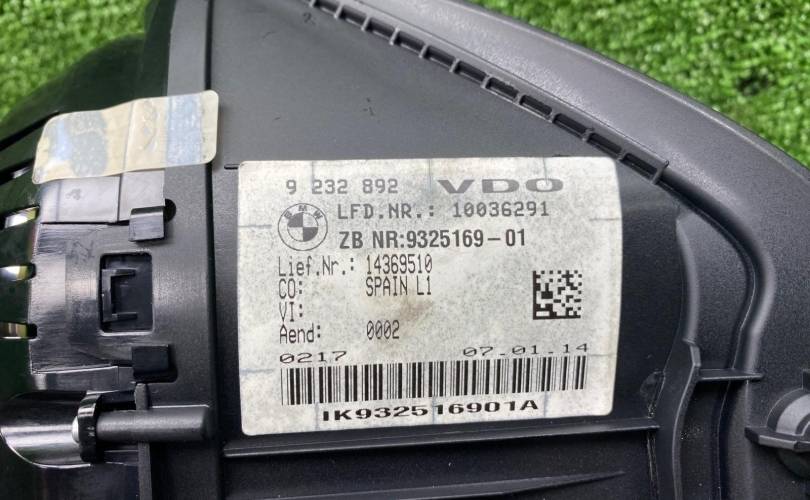 9 232 892 VDO
BMW
LFD.NR.: 10036291
ZB NR:9325169-01
Lief.Nr.: 14369510
CO: SPAIN L1
VI:
Aend: 0002
0217 07.01.14
IK932516901A